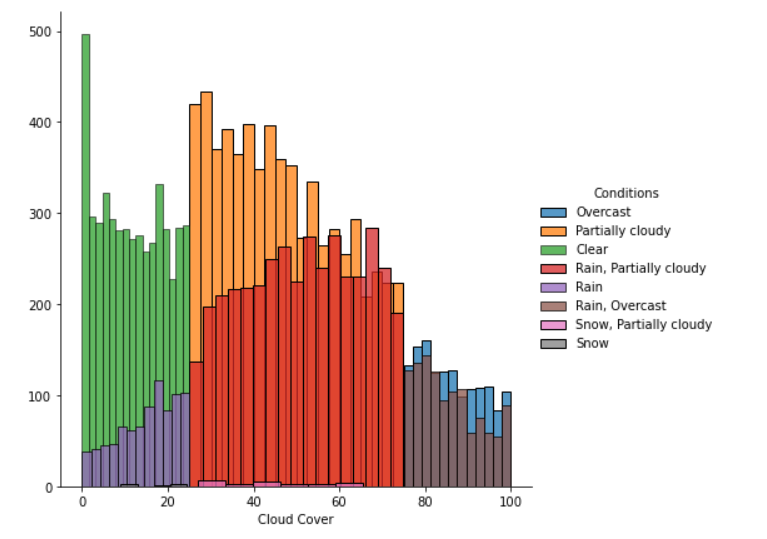 500
400
300
200
100
0
0 20 40 60 80 100
Cloud Cover
Conditions
Overcast
Partially cloudy
Clear
Rain, Partially cloudy
Rain
Rain, Overcast
Snow, Partially cloudy
Snow